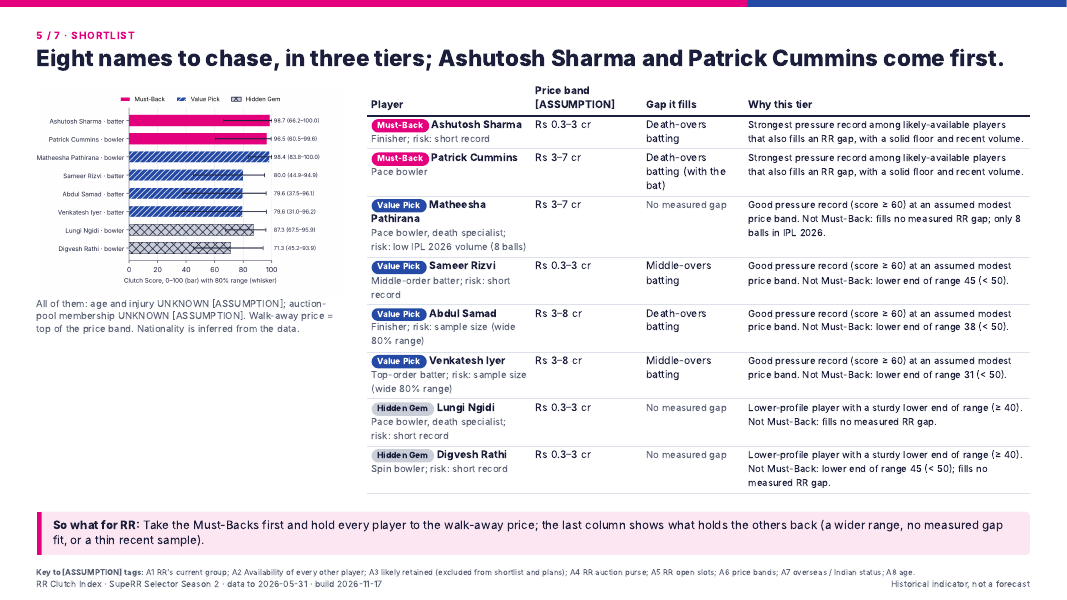 5 / 7 · SHORTLIST
Eight names to chase, in three tiers; Ashutosh Sharma and Patrick Cummins come first.
Must-Back Value Pick Hidden Gem
Ashutosh Sharma · batter 98.7 (66.2–100.0)
Patrick Cummins · bowler 96.5 (60.5–99.6)
Matheesha Pathirana · bowler 98.4 (83.8–100.0)
Sameer Rizvi · batter 80.0 (44.9–94.9)
Abdul Samad · batter 79.6 (37.5–96.1)
Venkatesh Iyer · batter 79.6 (31.0–96.2)
Lungi Ngidi · bowler 87.3 (67.5–95.9)
Digvesh Rathi · bowler 71.3 (45.2–93.9)
0 20 40 60 80 100
Clutch Score, 0–100 (bar) with 80% range (whisker)
All of them: age and injury UNKNOWN [ASSUMPTION]; auction-
pool membership UNKNOWN [ASSUMPTION]. Walk-away price =
top of the price band. Nationality is inferred from the data.
Player Price band [ASSUMPTION] Gap it fills Why this tier
Must-Back Ashutosh Sharma Rs 0.3–3 cr Death-overs Strongest pressure record among likely-available players
Finisher; risk: short record batting that also fills an RR gap, with a solid floor and recent volume.
Must-Back Patrick Cummins Rs 3–7 cr Death-overs Strongest pressure record among likely-available players
Pace bowler batting (with the that also fills an RR gap, with a solid floor and recent volume.
bat)
Value Pick Matheesha Rs 3–7 cr No measured gap Good pressure record (score ≥ 60) at an assumed modest
Pathirana price band. Not Must-Back: fills no measured RR gap; only 8
Pace bowler, death specialist; balls in IPL 2026.
risk: low IPL 2026 volume (8 balls)
Value Pick Sameer Rizvi Rs 0.3–3 cr Middle-overs Good pressure record (score ≥ 60) at an assumed modest
Middle-order batter; risk: short batting price band. Not Must-Back: lower end of range 45 (< 50).
record
Value Pick Abdul Samad Rs 3–8 cr Death-overs Good pressure record (score ≥ 60) at an assumed modest
Finisher; risk: sample size (wide batting price band. Not Must-Back: lower end of range 38 (< 50).
80% range)
Value Pick Venkatesh Iyer Rs 3–8 cr Middle-overs Good pressure record (score ≥ 60) at an assumed modest
Top-order batter; risk: sample size batting price band. Not Must-Back: lower end of range 31 (< 50).
(wide 80% range)
Hidden Gem Lungi Ngidi Rs 0.3–3 cr No measured gap Lower-profile player with a sturdy lower end of range (≥ 40).
Pace bowler, death specialist; Not Must-Back: fills no measured RR gap.
risk: short record
Hidden Gem Digvesh Rathi Rs 0.3–3 cr No measured gap Lower-profile player with a sturdy lower end of range (≥ 40).
Spin bowler; risk: short record Not Must-Back: lower end of range 45 (< 50); fills no
measured RR gap.
So what for RR: Take the Must-Backs first and hold every player to the walk-away price; the last column shows what holds the others back (a wider range, no measured gap
fit, or a thin recent sample).
Key to [ASSUMPTION] tags: A1 RR's current group; A2 Availability of every other player; A3 likely retained (excluded from shortlist and plans); A4 RR auction purse; A5 RR open slots; A6 price bands; A7 overseas / Indian status; A8 age.
RR Clutch Index · SupeRR Selector Season 2 · data to 2026-05-31 · build 2026-11-17 Historical indicator, not a forecast